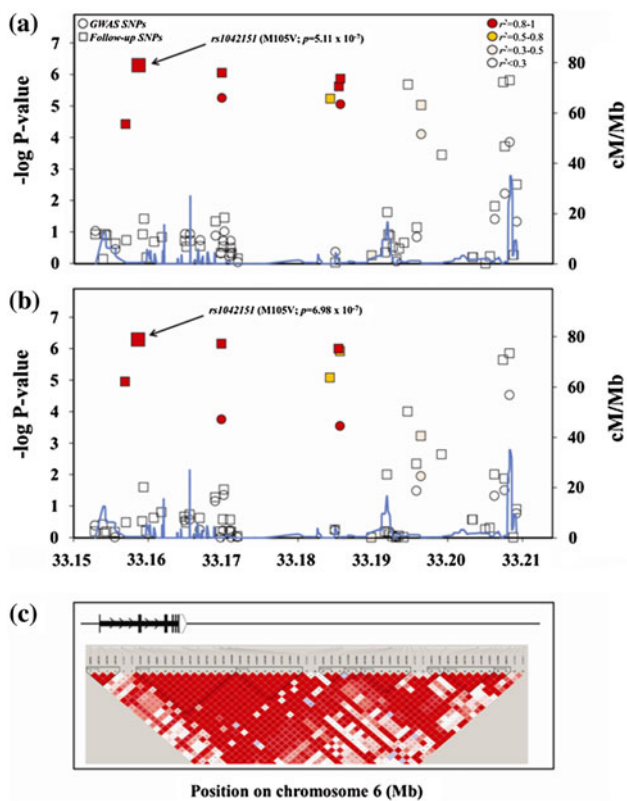 (a)
GWAS SNPs
Follow-up SNPs
rs1042151 (M105V; p=5.11 x 10⁻⁷)
r²=0.8-1
r²=0.5-0.8
r²=0.3-0.5
r²<0.3
7
6
5
4
3
2
1
0
-log P-value
80
60
40
20
0
cM/Mb
(b)
rs1042151 (M105V; p=6.98 x 10⁻⁷)
7
6
5
4
3
2
1
0
-log P-value
80
60
40
20
0
cM/Mb
33.15 33.16 33.17 33.18 33.19 33.20 33.21
(c)
Position on chromosome 6 (Mb)